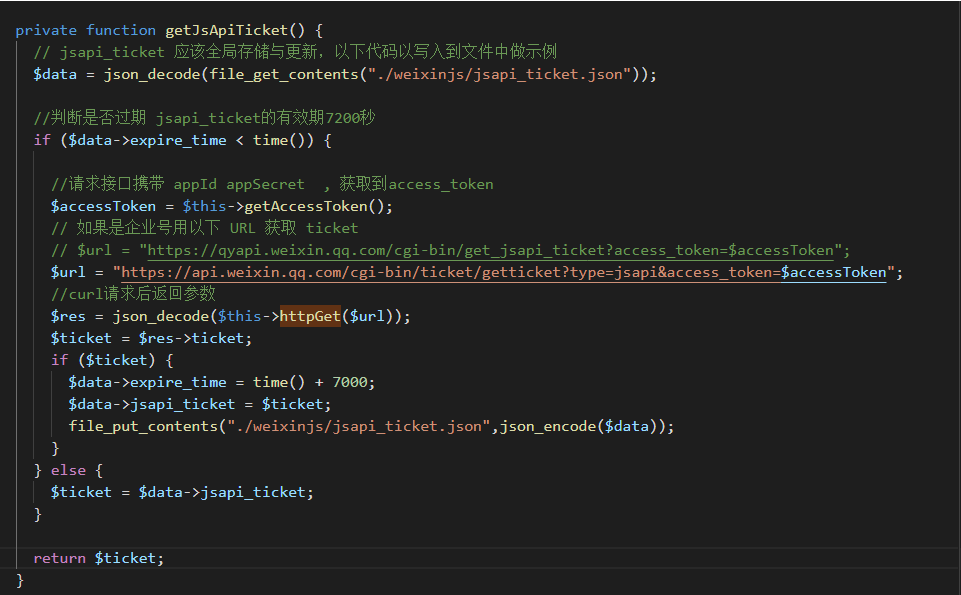 private function getJsApiTicket() {
// jsapi_ticket 应该全局存储与更新，以下代码以写入到文件中做示例
$data = json_decode(file_get_contents("./weixinjs/jsapi_ticket.json"));
//判断是否过期 jsapi_ticket的有效期7200秒
if ($data->expire_time < time()) {
//请求接口携带 appId appSecret  , 获取到access_token
$accessToken = $this->getAccessToken();
// 如果是企业号用以下 URL 获取 ticket
// $url = "https://qyapi.weixin.qq.com/cgi-bin/get_jsapi_ticket?access_token=$accessToken";
$url = "https://api.weixin.qq.com/cgi-bin/ticket/getticket?type=jsapi&access_token=$accessToken";
//curl请求后返回参数
$res = json_decode($this->httpGet($url));
$ticket = $res->ticket;
if ($ticket) {
$data->expire_time = time() + 7000;
$data->jsapi_ticket = $ticket;
file_put_contents("./weixinjs/jsapi_ticket.json",json_encode($data));
}
} else {
$ticket = $data->jsapi_ticket;
}
return $ticket;
}